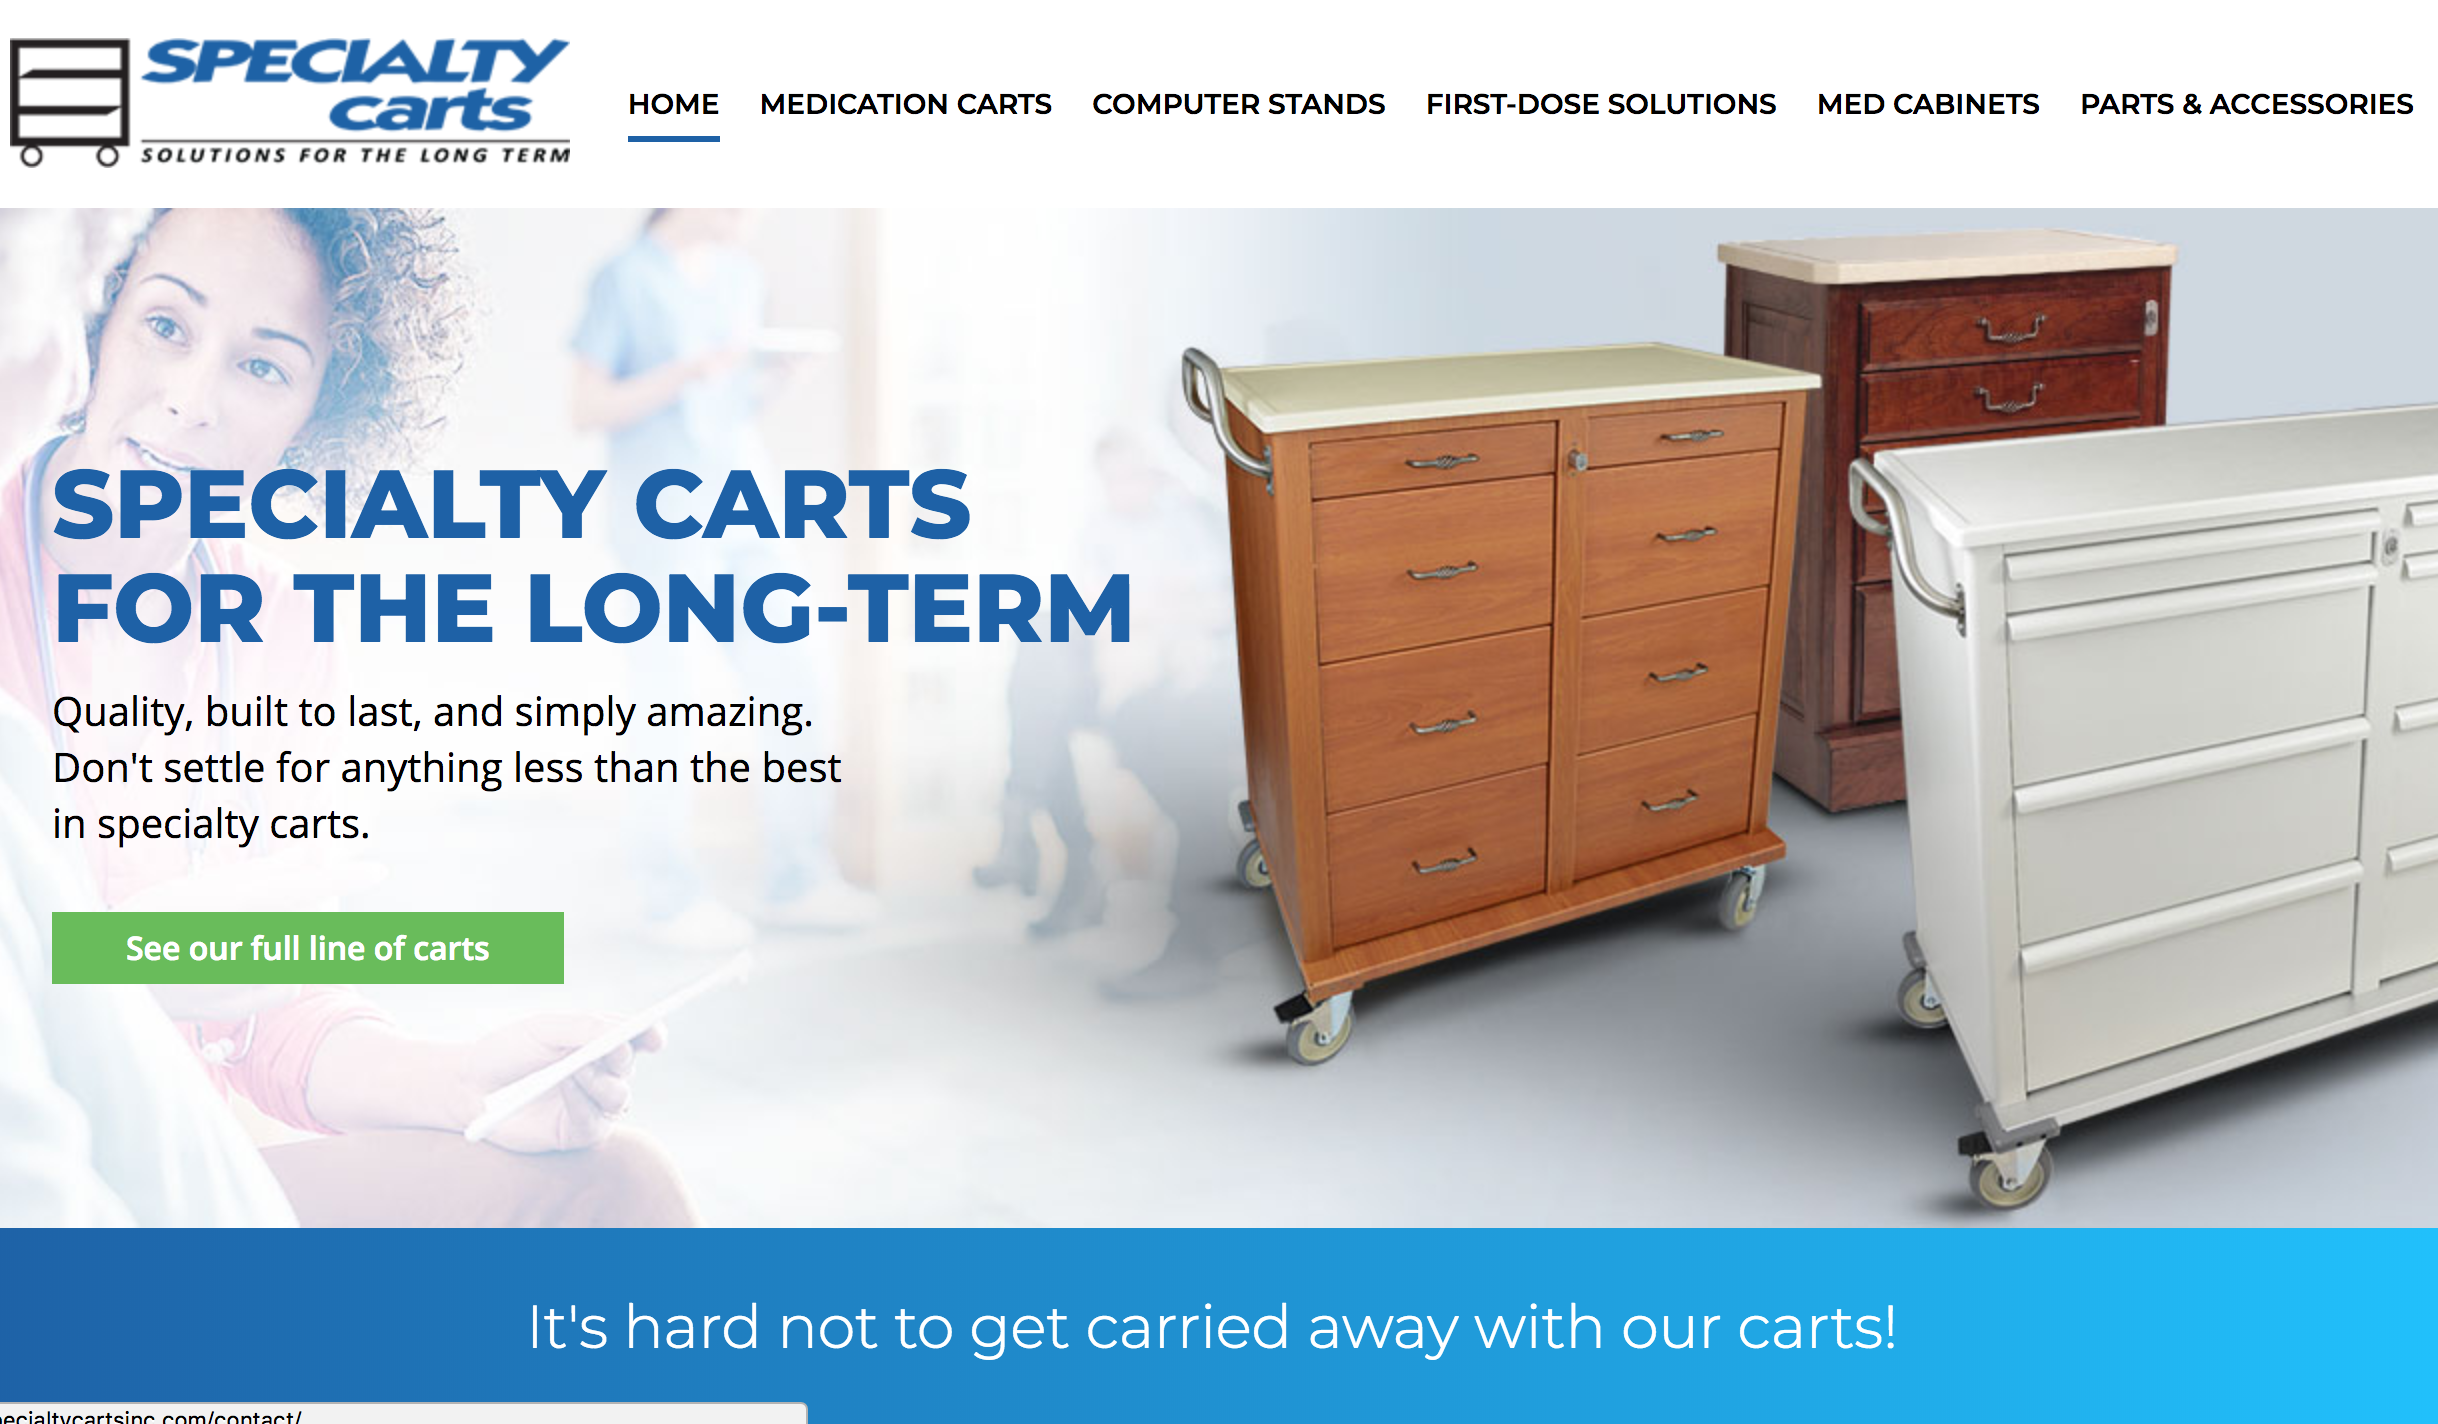 SPECIALTY
carts
SOLUTIONS FOR THE LONG TERM
HOME MEDICATION CARTS COMPUTER STANDS FIRST-DOSE SOLUTIONS MED CABINETS PARTS & ACCESSORIES
SPECIALTY CARTS
FOR THE LONG-TERM
Quality, built to last, and simply amazing.
Don't settle for anything less than the best
in specialty carts.
See our full line of carts
It's hard not to get carried away with our carts!
ecialtycartsinc.com/contact/